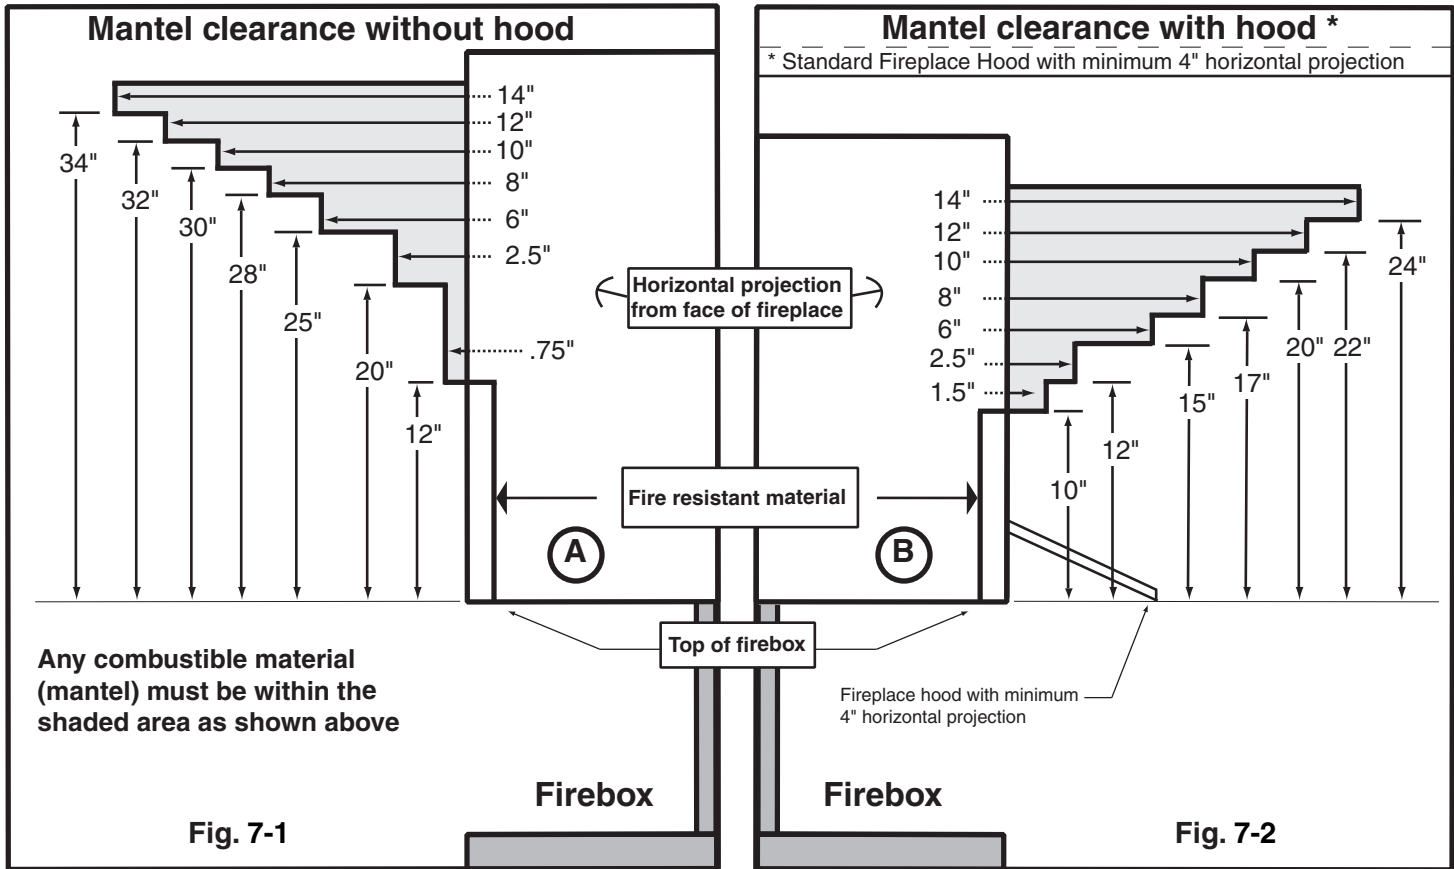 Mantel clearance without hood
14"
12"
10"
8"
6"
2.5"
.75"
34"
32"
30"
28"
25"
20"
12"
Horizontal projection
from face of fireplace
Fire resistant material
A
Top of firebox
Any combustible material
(mantel) must be within the
shaded area as shown above
Firebox
Fig. 7-1
Mantel clearance with hood *
* Standard Fireplace Hood with minimum 4" horizontal projection
14"
12"
10"
8"
6"
2.5"
1.5"
10"
12"
15"
17"
20"
22"
24"
B
Fireplace hood with minimum
4" horizontal projection
Firebox
Fig. 7-2